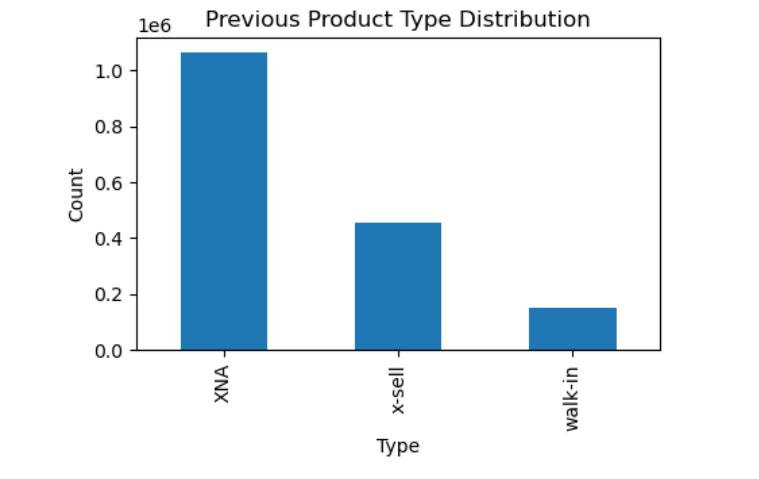 Previous Product Type Distribution
1e6
1.0
0.8
0.6
0.4
0.2
0.0
Count
XNA
x-sell
walk-in
Type